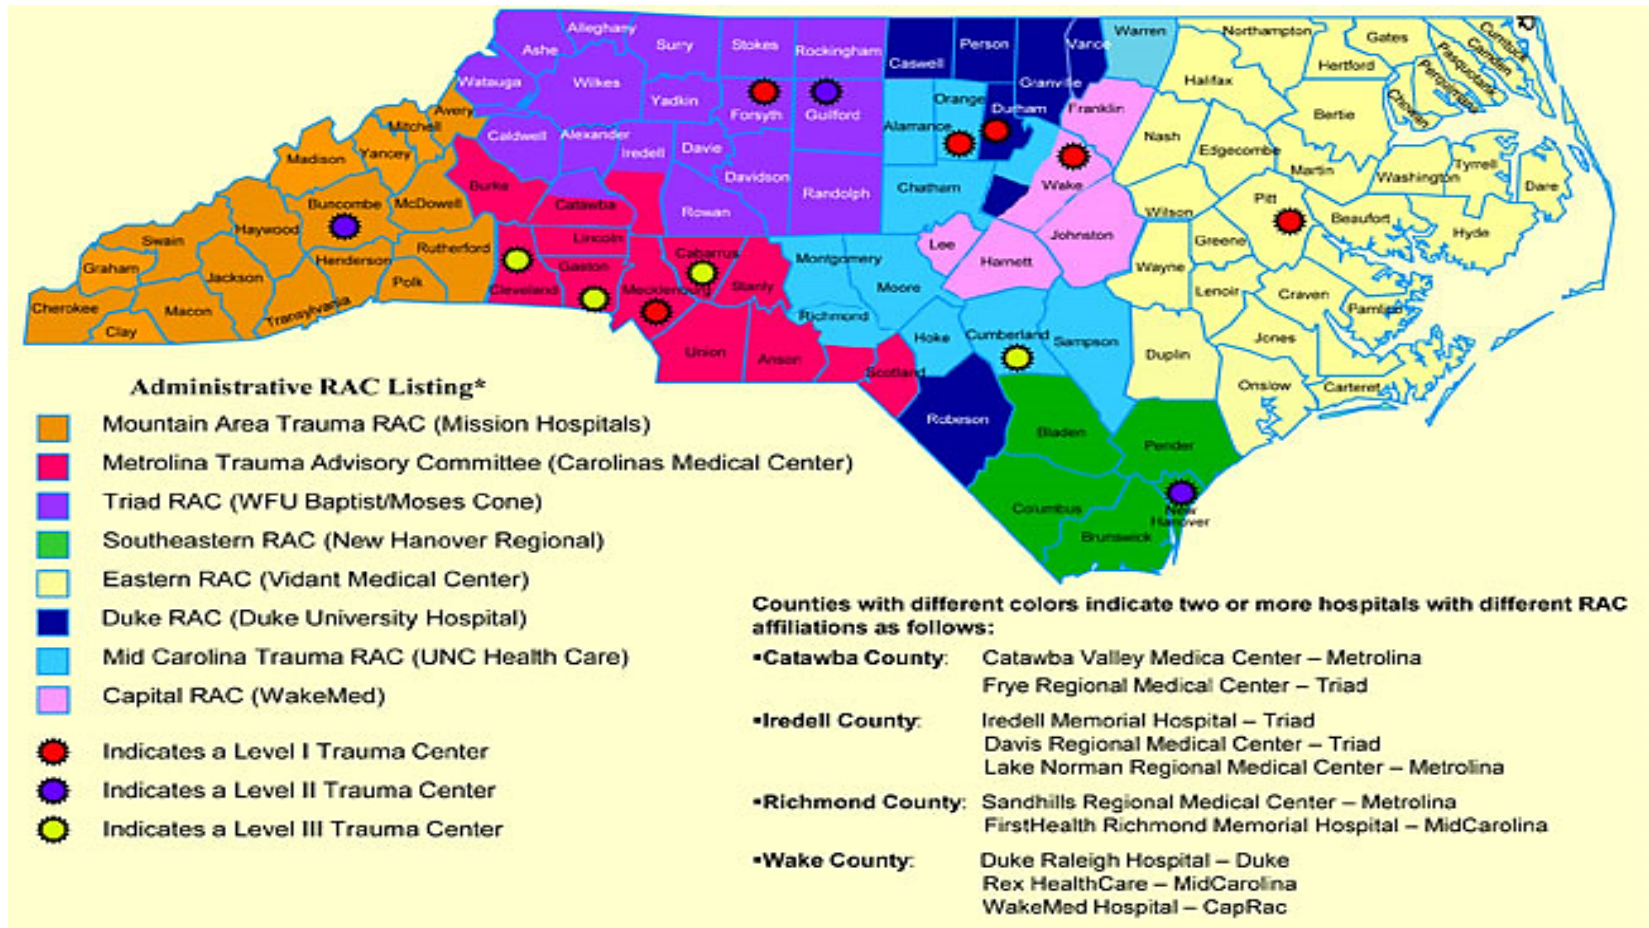 Alleghany
Ashe
Surry
Stokes
Rockingham
Caswell
Person
Vance
Warren
Northampton
Gates
Currituck
Camden
Pasquotank
Perquimans
Chowan
Hertford
Halifax
Granville
Watauga
Wilkes
Yadkin
Forsyth
Guilford
Orange
Durham
Franklin
Bertie
Avery
Mitchell
Caldwell
Alexander
Iredell
Davie
Alamance
Nash
Edgecombe
Martin
Washington
Tyrrell
Dare
Madison
Yancey
Burke
Catawba
Davidson
Randolph
Chatham
Wake
Wilson
Pitt
Beaufort
Hyde
Buncombe
McDowell
Rowan
Haywood
Swain
Rutherford
Lincoln
Cabarrus
Montgomery
Lee
Harnett
Johnston
Greene
Wayne
Graham
Jackson
Henderson
Polk
Gaston
Cleveland
Mecklenburg
Stanly
Moore
Lenoir
Craven
Pamlico
Cherokee
Macon
Transylvania
Clay
Union
Anson
Richmond
Hoke
Cumberland
Sampson
Duplin
Jones
Scotland
Onslow
Carteret
Robeson
Bladen
Pender
Columbus
New
Hanover
Brunswick
Administrative RAC Listing*
Mountain Area Trauma RAC (Mission Hospitals)
Metrolina Trauma Advisory Committee (Carolinas Medical Center)
Triad RAC (WFU Baptist/Moses Cone)
Southeastern RAC (New Hanover Regional)
Eastern RAC (Vidant Medical Center)
Duke RAC (Duke University Hospital)
Mid Carolina Trauma RAC (UNC Health Care)
Capital RAC (WakeMed)
Indicates a Level I Trauma Center
Indicates a Level II Trauma Center
Indicates a Level III Trauma Center
Counties with different colors indicate two or more hospitals with different RAC
affiliations as follows:
▪Catawba County: Catawba Valley Medica Center – Metrolina
Frye Regional Medical Center – Triad
▪Iredell County: Iredell Memorial Hospital – Triad
Davis Regional Medical Center – Triad
Lake Norman Regional Medical Center – Metrolina
▪Richmond County: Sandhills Regional Medical Center – Metrolina
FirstHealth Richmond Memorial Hospital – MidCarolina
▪Wake County: Duke Raleigh Hospital – Duke
Rex HealthCare – MidCarolina
WakeMed Hospital – CapRac